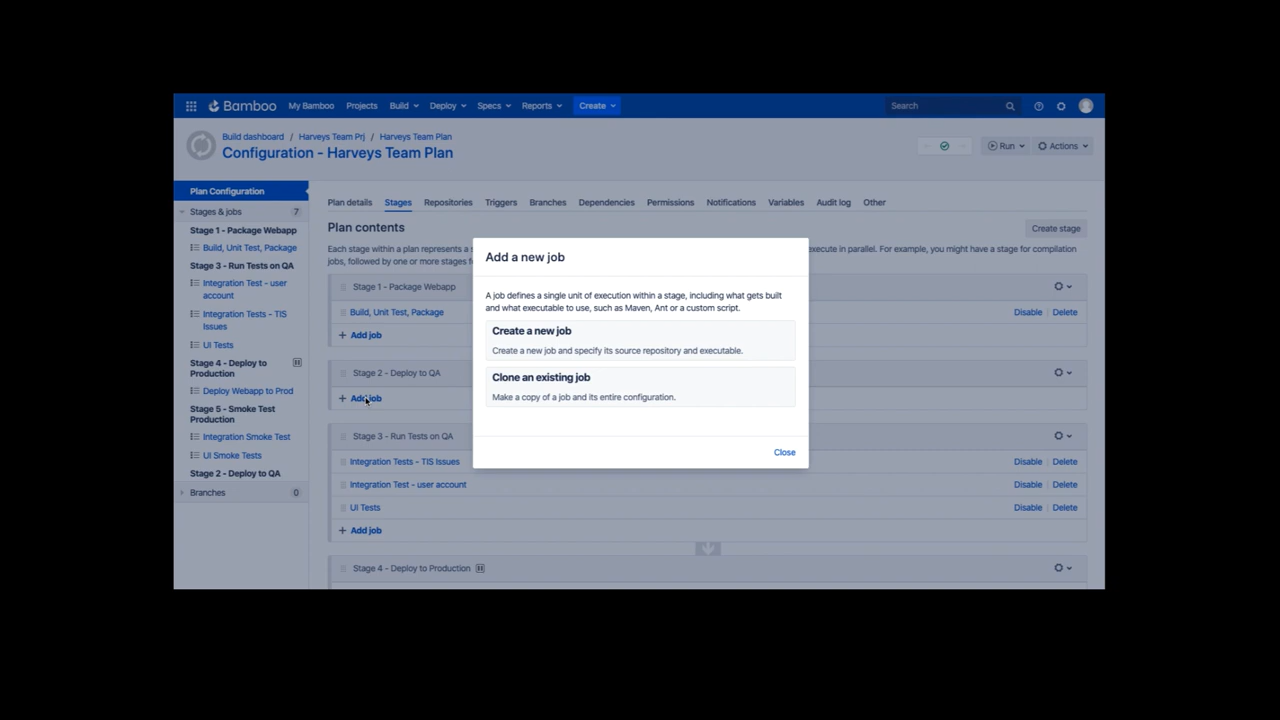 Bamboo My Bamboo Projects Build Deploy Specs Reports Create Search
Build dashboard / Harveys Team Prj / Harveys Team Plan
Configuration - Harveys Team Plan
Run Actions
Plan Configuration
Stages & jobs 7
Stage 1 - Package Webapp
Build, Unit Test, Package
Stage 3 - Run Tests on QA
Integration Test - user
account
Integration Tests - TIS
Issues
UI Tests
Stage 4 - Deploy to
Production
Deploy Webapp to Prod
Stage 5 - Smoke Test
Production
Integration Smoke Test
UI Smoke Tests
Stage 2 - Deploy to QA
Branches 0
Plan details Stages Repositories Triggers Branches Dependencies Permissions Notifications Variables Audit log Other
Plan contents
Create stage
Each stage within a plan represents a s execute in parallel. For example, you might have a stage for compilation
jobs, followed by one or more stages f
Stage 1 - Package Webapp
Build, Unit Test, Package Disable Delete
+ Add job
Stage 2 - Deploy to QA
+ Add job
Stage 3 - Run Tests on QA
Integration Tests - TIS Issues Disable Delete
Integration Test - user account Disable Delete
UI Tests Disable Delete
+ Add job
Stage 4 - Deploy to Production
Add a new job
A job defines a single unit of execution within a stage, including what gets built
and what executable to use, such as Maven, Ant or a custom script.
Create a new job
Create a new job and specify its source repository and executable.
Clone an existing job
Make a copy of a job and its entire configuration.
Close